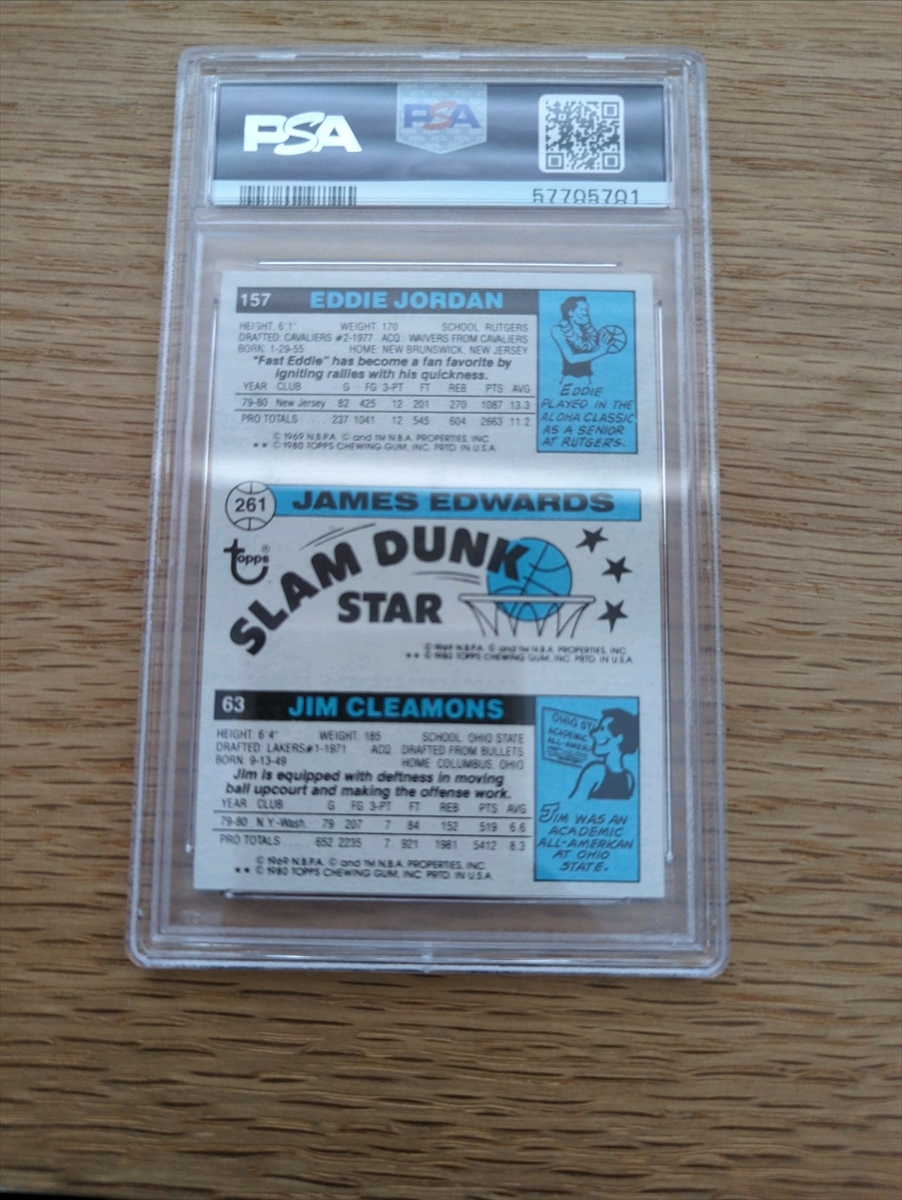 PSA
PSA
57705701
157 EDDIE JORDAN
HEIGHT: 6'1" WEIGHT: 170 SCHOOL: RUTGERS
DRAFTED: CAVALIERS #2-1977 ACQ: WAIVERS FROM CAVALIERS
BORN: 1-29-55 HOME: NEW BRUNSWICK, NEW JERSEY
"Fast Eddie" has become a fan favorite by
igniting rallies with his quickness.
YEAR CLUB G FG 3-PT FT REB PTS AVG
79-80 New Jersey 82 425 12 201 270 1087 13.3
PRO TOTALS 237 1041 12 545 604 2663 11.2
© 1969 N.B.P.A. © and TM N.B.A. PROPERTIES, INC.
** © 1980 TOPPS CHEWING GUM, INC. PRTD. IN U.S.A.
EDDIE
PLAYED IN THE
ALOHA CLASSIC
AS A SENIOR
AT RUTGERS.
261 JAMES EDWARDS
topps®
SLAM DUNK
STAR
© 1969 N.B.P.A. © and TM N.B.A. PROPERTIES, INC.
** © 1980 TOPPS CHEWING GUM, INC. PRTD. IN U.S.A.
63 JIM CLEAMONS
HEIGHT: 6'4" WEIGHT: 185 SCHOOL: OHIO STATE
DRAFTED: LAKERS#1-1971 ACQ: DRAFTED FROM BULLETS
BORN: 9-13-49 HOME: COLUMBUS, OHIO
Jim is equipped with deftness in moving
ball upcourt and making the offense work.
YEAR CLUB G FG 3-PT FT REB PTS AVG
79-80 N.Y.-Wash. 79 207 7 84 152 519 6.6
PRO TOTALS 652 2235 7 921 1981 5412 8.3
© 1969 N.B.P.A. © and TM N.B.A. PROPERTIES, INC.
** © 1980 TOPPS CHEWING GUM, INC. PRTD. IN U.S.A.
OHIO ST
ACADEMIC
ALL-AMERI
JIM WAS AN
ACADEMIC
ALL-AMERICAN
AT OHIO
STATE.